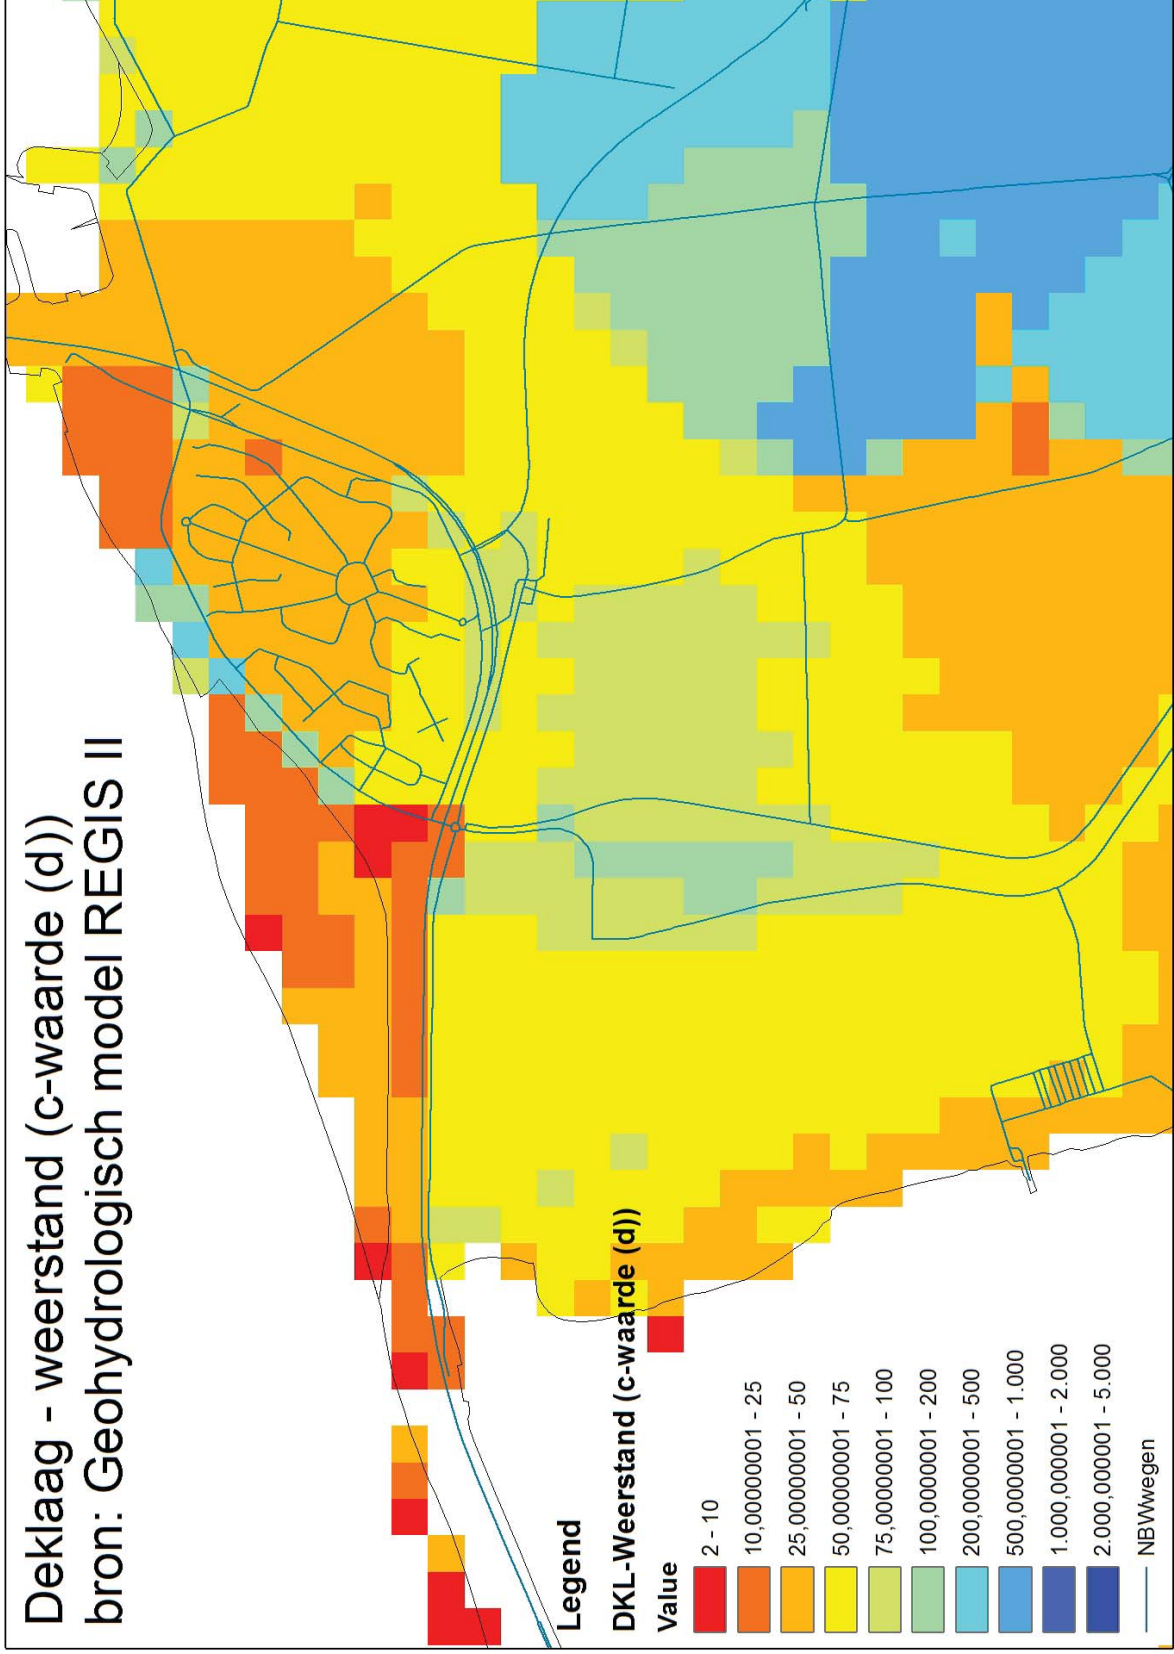 Deklaag - weerstand (c-waarde (d))
bron: Geohydrologisch model REGIS II
Legend
DKL-Weerstand (c-waarde (d))
Value
2 - 10
10,00000001 - 25
25,00000001 - 50
50,00000001 - 75
75,00000001 - 100
100,0000001 - 200
200,0000001 - 500
500,0000001 - 1.000
1.000,000001 - 2.000
2.000,000001 - 5.000
NBWwegen